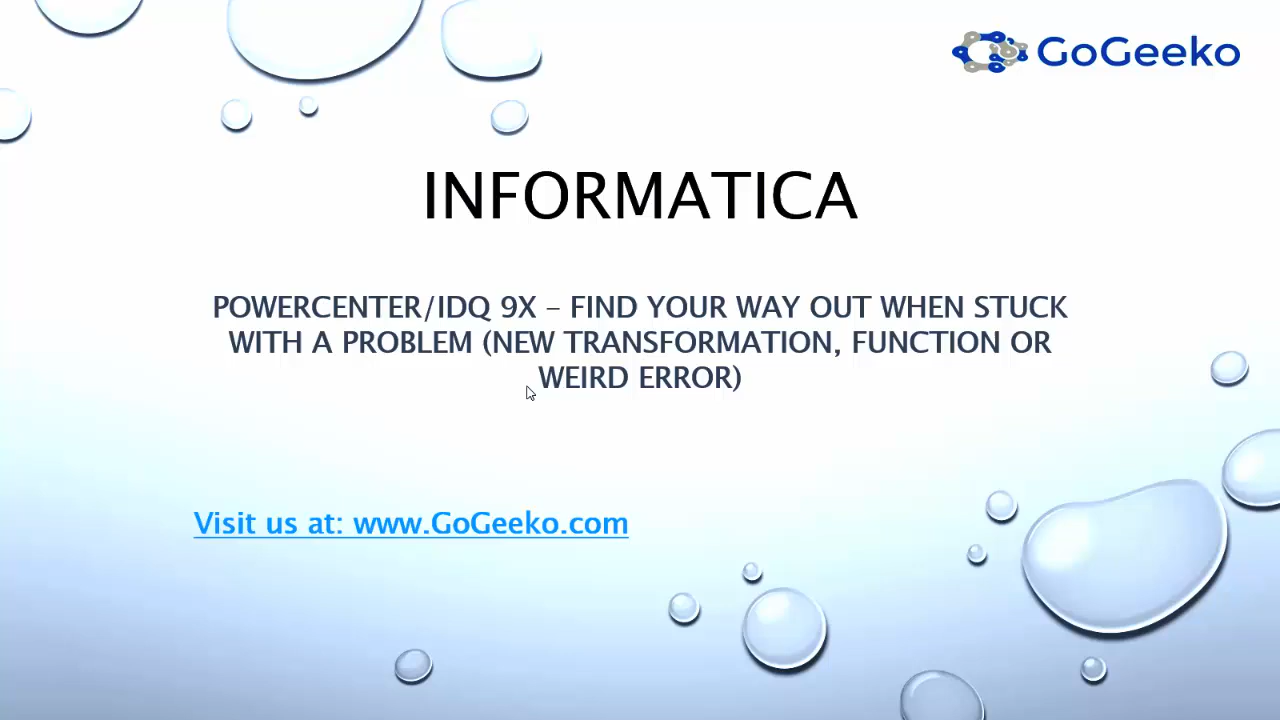 GoGeeko
INFORMATICA
POWERCENTER/IDQ 9X – FIND YOUR WAY OUT WHEN STUCK
WITH A PROBLEM (NEW TRANSFORMATION, FUNCTION OR
WEIRD ERROR)
Visit us at: www.GoGeeko.com